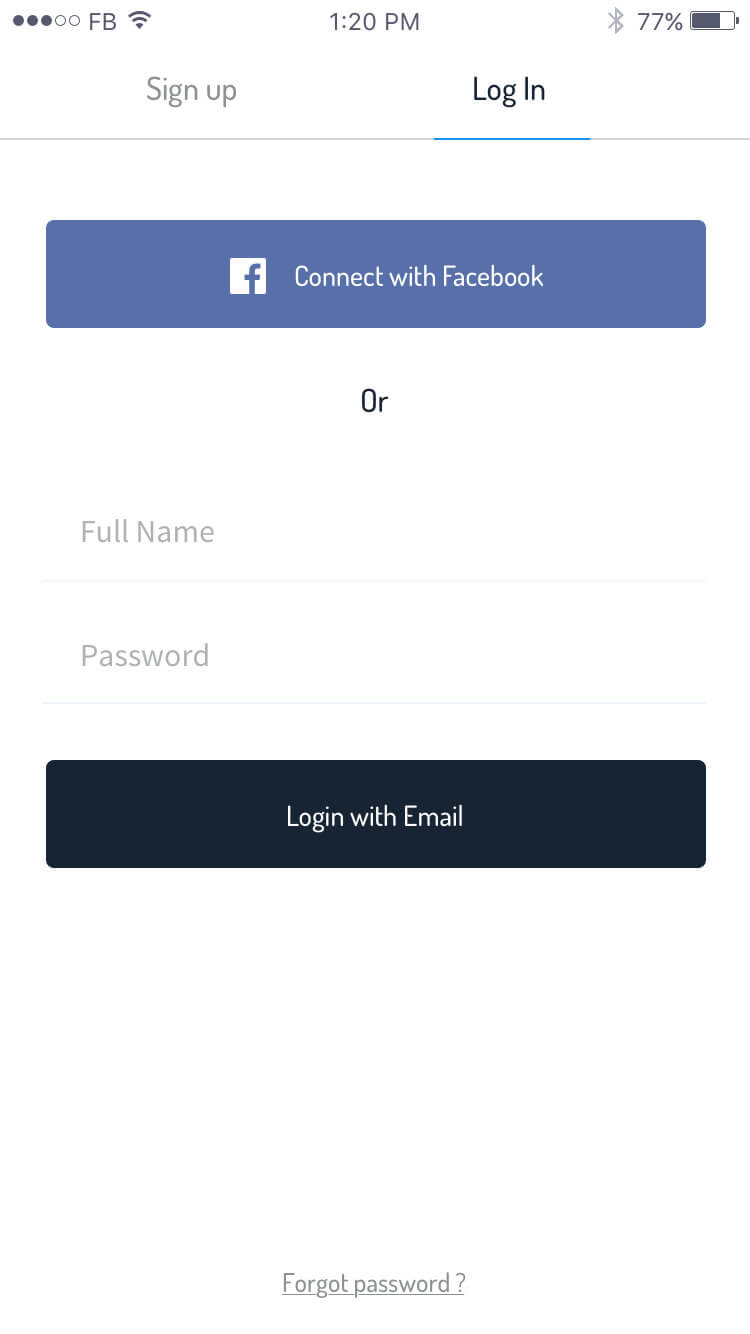 FB 1:20 PM 77%
Sign up Log In
Connect with Facebook
Or
Full Name
Password
Login with Email
Forgot password ?